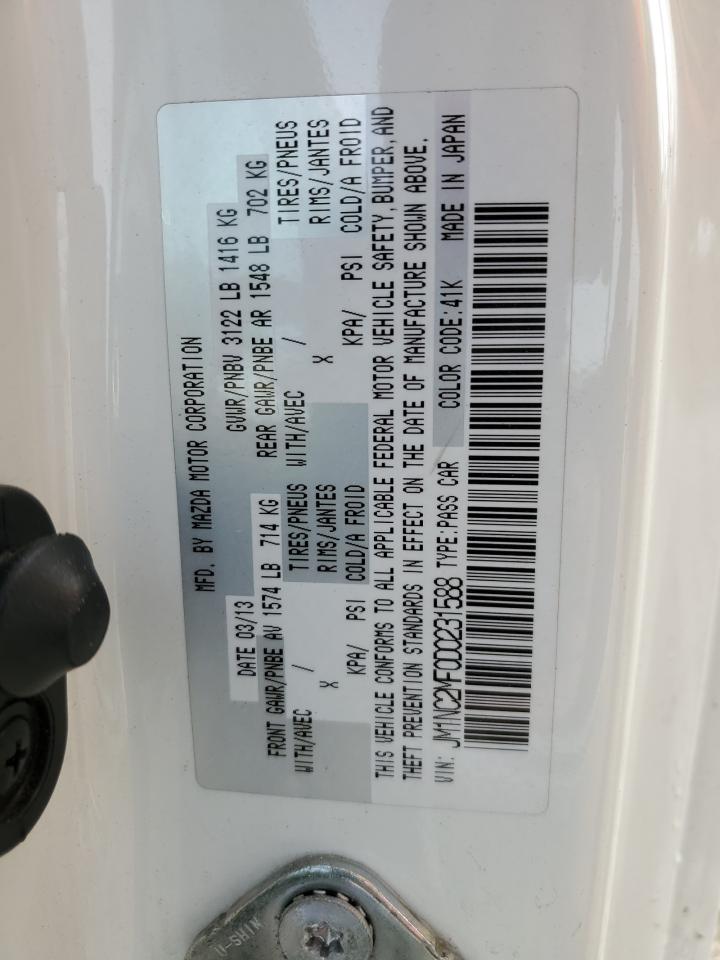 MFD. BY MAZDA MOTOR CORPORATION
DATE 03/13 GVWR/PNBV 3122 LB 1416 KG
FRONT GAWR/PNBE AV 1574 LB 714 KG REAR GAWR/PNBE AR 1548 LB 702 KG
WITH/AVEC / TIRES/PNEUS WITH/AVEC / TIRES/PNEUS
X RIMS/JANTES X RIMS/JANTES
KPA/ PSI COLD/A FROID KPA/ PSI COLD/A FROID
THIS VEHICLE CONFORMS TO ALL APPLICABLE FEDERAL MOTOR VEHICLE SAFETY, BUMPER, AND
THEFT PREVENTION STANDARDS IN EFFECT ON THE DATE OF MANUFACTURE SHOWN ABOVE.
VIN: JM1NC2MF0D0231588 TYPE:PASS CAR COLOR CODE:41K MADE IN JAPAN
U-SHIN